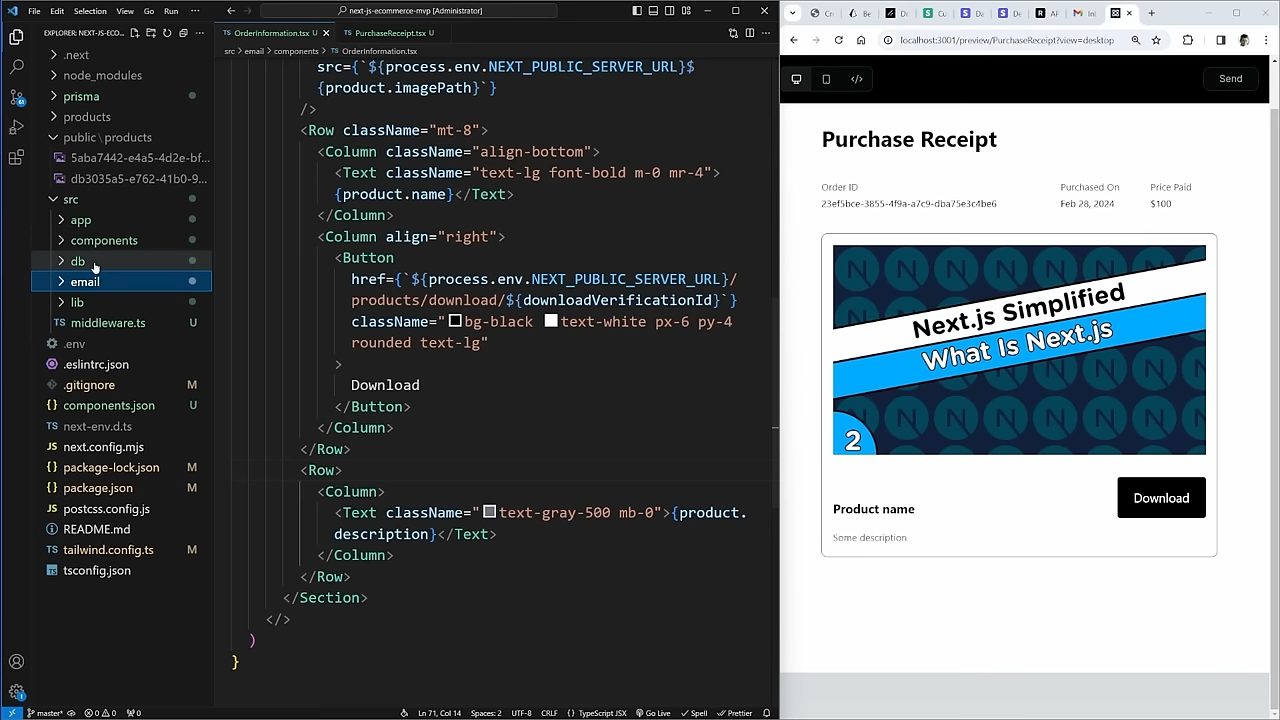 File Edit Selection View Go Run ···
next-js-ecommerce-mvp [Administrator]
EXPLORER: NEXT-JS-ECO...
.next
node_modules
prisma
products
public \ products
5aba7442-e4a5-4d2e-bf...
db3035a5-e762-41b0-9...
src
app
components
db
email
lib
TS middleware.ts U
.env
.eslintrc.json
.gitignore M
{} components.json U
TS next-env.d.ts
JS next.config.mjs
{} package-lock.json M
{} package.json M
JS postcss.config.js
README.md
TS tailwind.config.ts M
tsconfig.json
OrderInformation.tsx U PurchaseReceipt.tsx U
src > email > components > OrderInformation.tsx
src={`${process.env.NEXT_PUBLIC_SERVER_URL}$
{product.imagePath}`}
/>
<Row className="mt-8">
<Column className="align-bottom">
<Text className="text-lg font-bold m-0 mr-4">
{product.name}</Text>
</Column>
<Column align="right">
<Button
href={`${process.env.NEXT_PUBLIC_SERVER_URL}/
products/download/${downloadVerificationId}`}
className="bg-black text-white px-6 py-4
rounded text-lg"
>
Download
</Button>
</Column>
</Row>
<Row>
<Column>
<Text className="text-gray-500 mb-0">{product.
description}</Text>
</Column>
</Row>
</Section>
</>
)
}
master* 0 0 0 Ln 71, Col 14 Spaces: 2 UTF-8 CRLF {} TypeScript JSX Go Live Spell Prettier
localhost:3001/preview/PurchaseReceipt?view=desktop
Send
Purchase Receipt
Order ID Purchased On Price Paid
23ef5bce-3855-4f9a-a7c9-dba75e3c4be6 Feb 28, 2024 $100
Next.js Simplified
What Is Next.js
2
Download
Product name
Some description